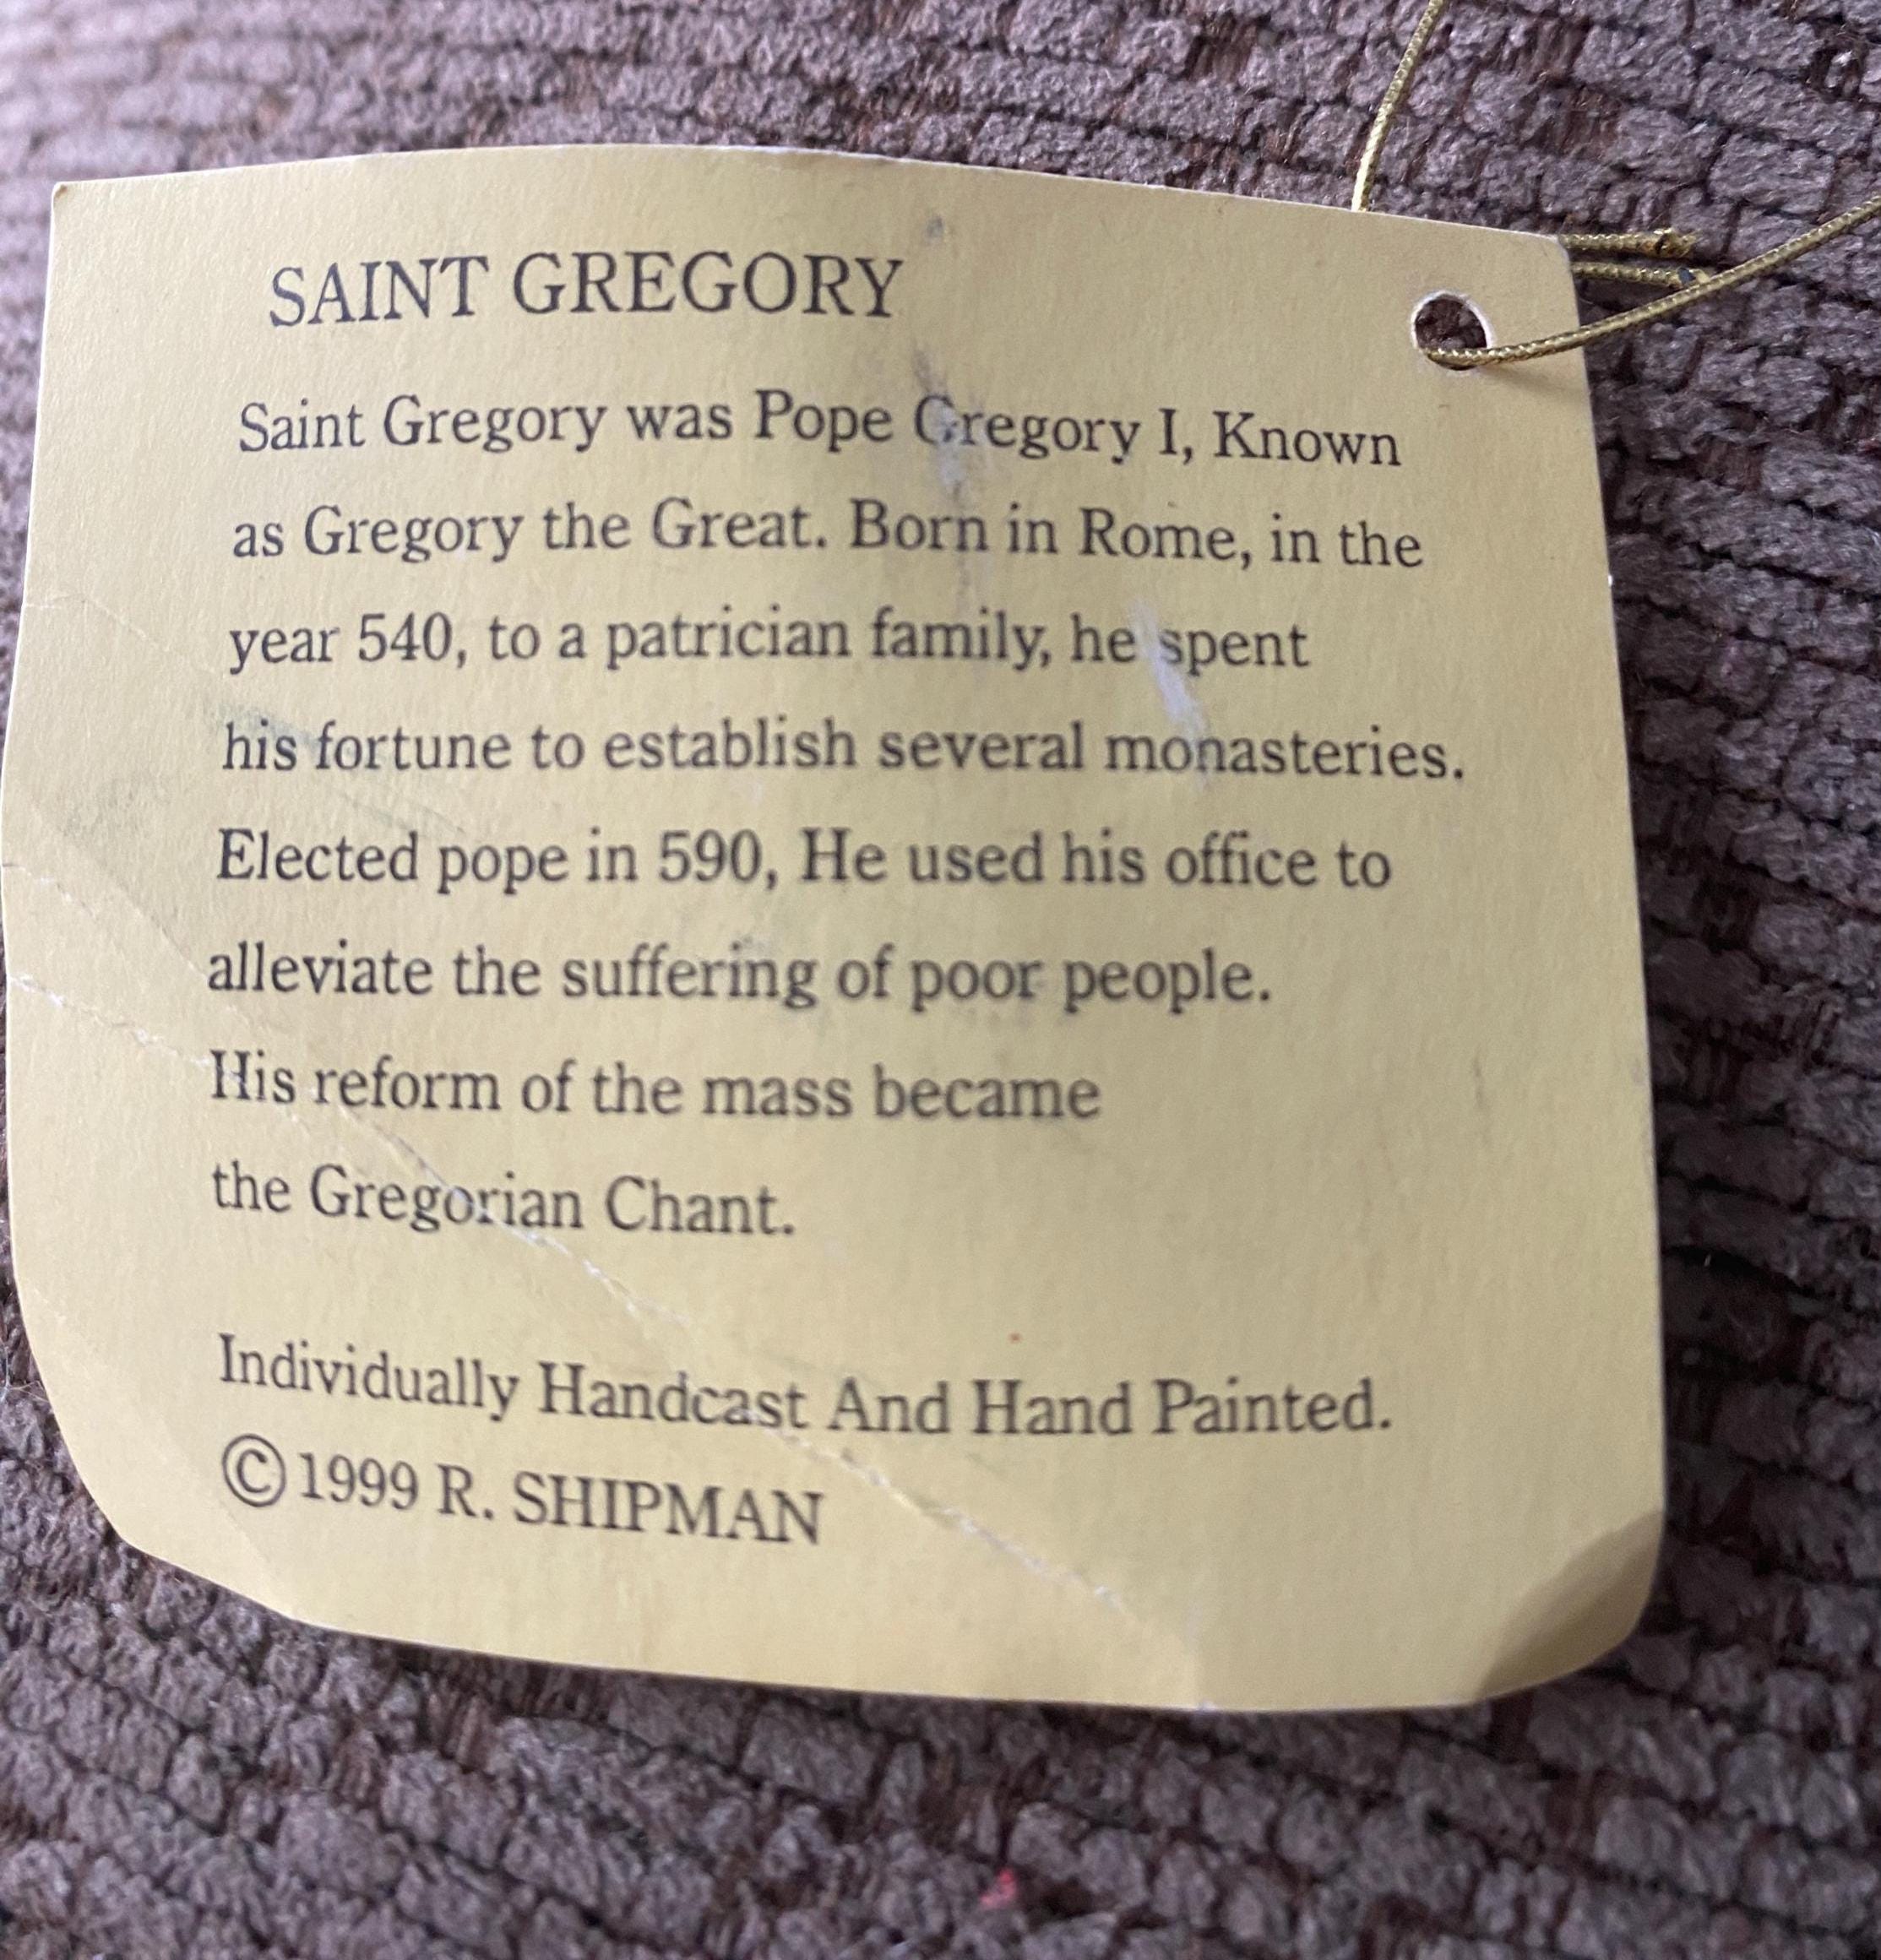 SAINT GREGORY
Saint Gregory was Pope Gregory I, Known
as Gregory the Great. Born in Rome, in the
year 540, to a patrician family, he spent
his fortune to establish several monasteries.
Elected pope in 590, He used his office to
alleviate the suffering of poor people.
His reform of the mass became
the Gregorian Chant.
Individually Handcast And Hand Painted.
©1999 R. SHIPMAN